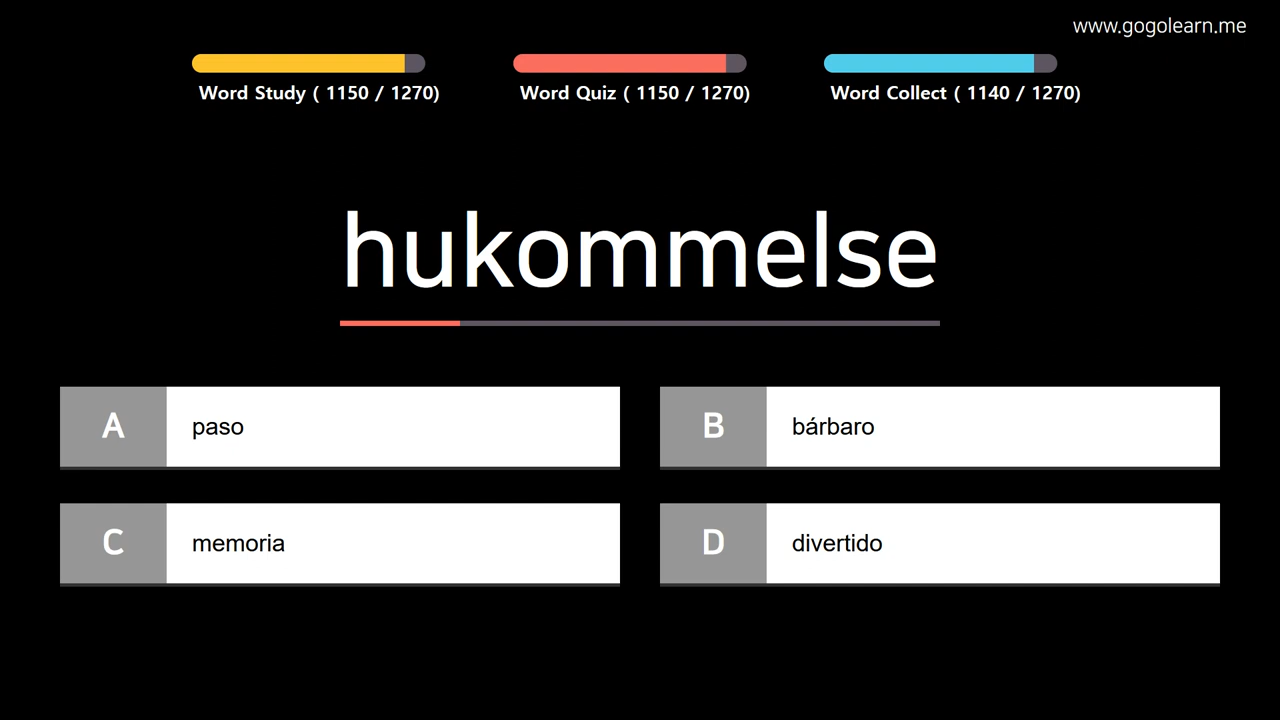 www.gogolearn.me
Word Study ( 1150 / 1270)
Word Quiz ( 1150 / 1270)
Word Collect ( 1140 / 1270)
hukommelse
A paso
B bárbaro
C memoria
D divertido